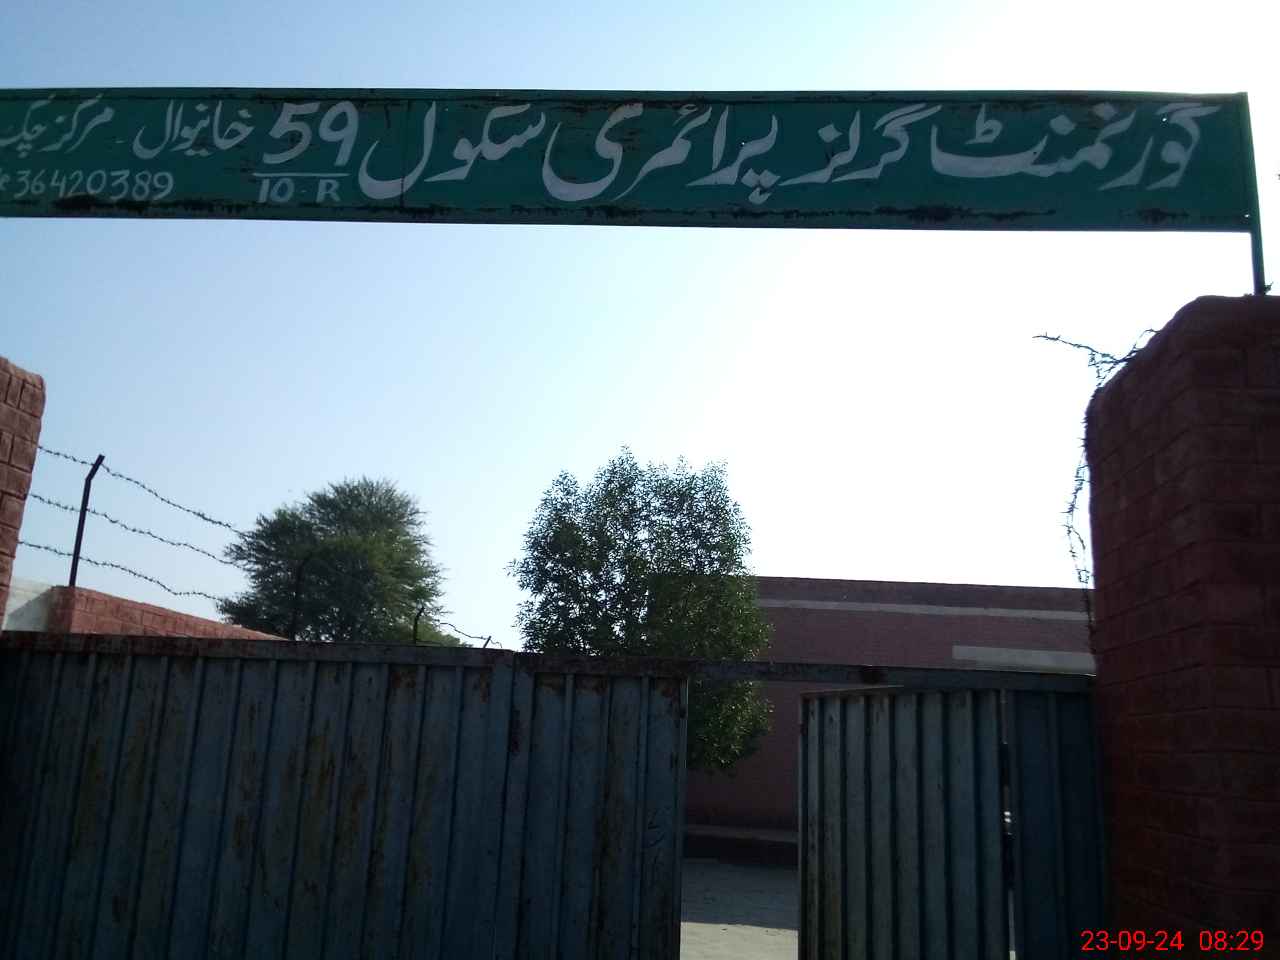 گورنمنٹ گرلز پرائمری سکول 59/10-R خانیوال مرکز چک
36420389
23-09-24 08:29